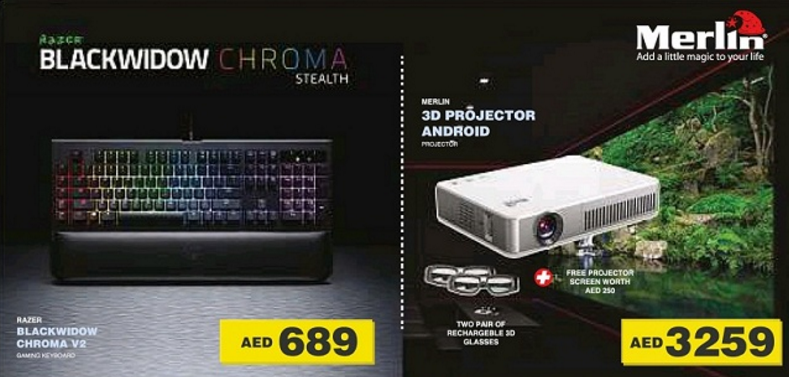 RAZER
BLACKWIDOW CHROMA
STEALTH
RAZER
BLACKWIDOW
CHROMA V2
GAMING KEYBOARD
AED 689
Merlin
Add a little magic to your life
MERLIN
3D PROJECTOR
ANDROID
PROJECTOR
TWO PAIR OF
RECHARGEBLE 3D
GLASSES
FREE PROJECTOR
SCREEN WORTH
AED 250
AED 3259